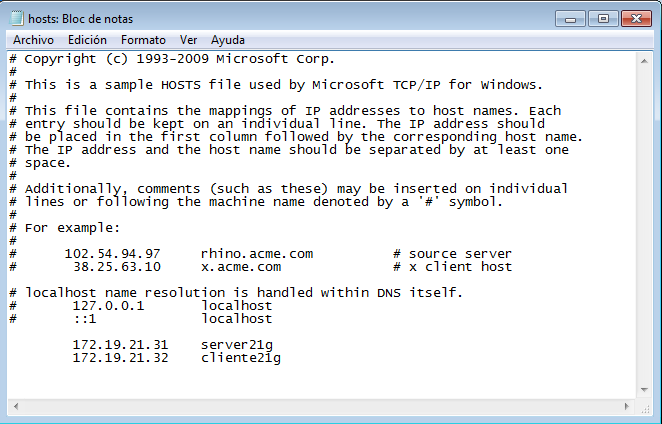 hosts: Bloc de notas
Archivo Edición Formato Ver Ayuda
# Copyright (c) 1993-2009 Microsoft Corp.
#
# This is a sample HOSTS file used by Microsoft TCP/IP for Windows.
#
# This file contains the mappings of IP addresses to host names. Each
# entry should be kept on an individual line. The IP address should
# be placed in the first column followed by the corresponding host name.
# The IP address and the host name should be separated by at least one
# space.
#
# Additionally, comments (such as these) may be inserted on individual
# lines or following the machine name denoted by a '#' symbol.
#
# For example:
#
#      102.54.94.97     rhino.acme.com          # source server
#       38.25.63.10     x.acme.com              # x client host

# localhost name resolution is handled within DNS itself.
#       127.0.0.1       localhost
#       ::1             localhost

        172.19.21.31    server21g
        172.19.21.32    cliente21g